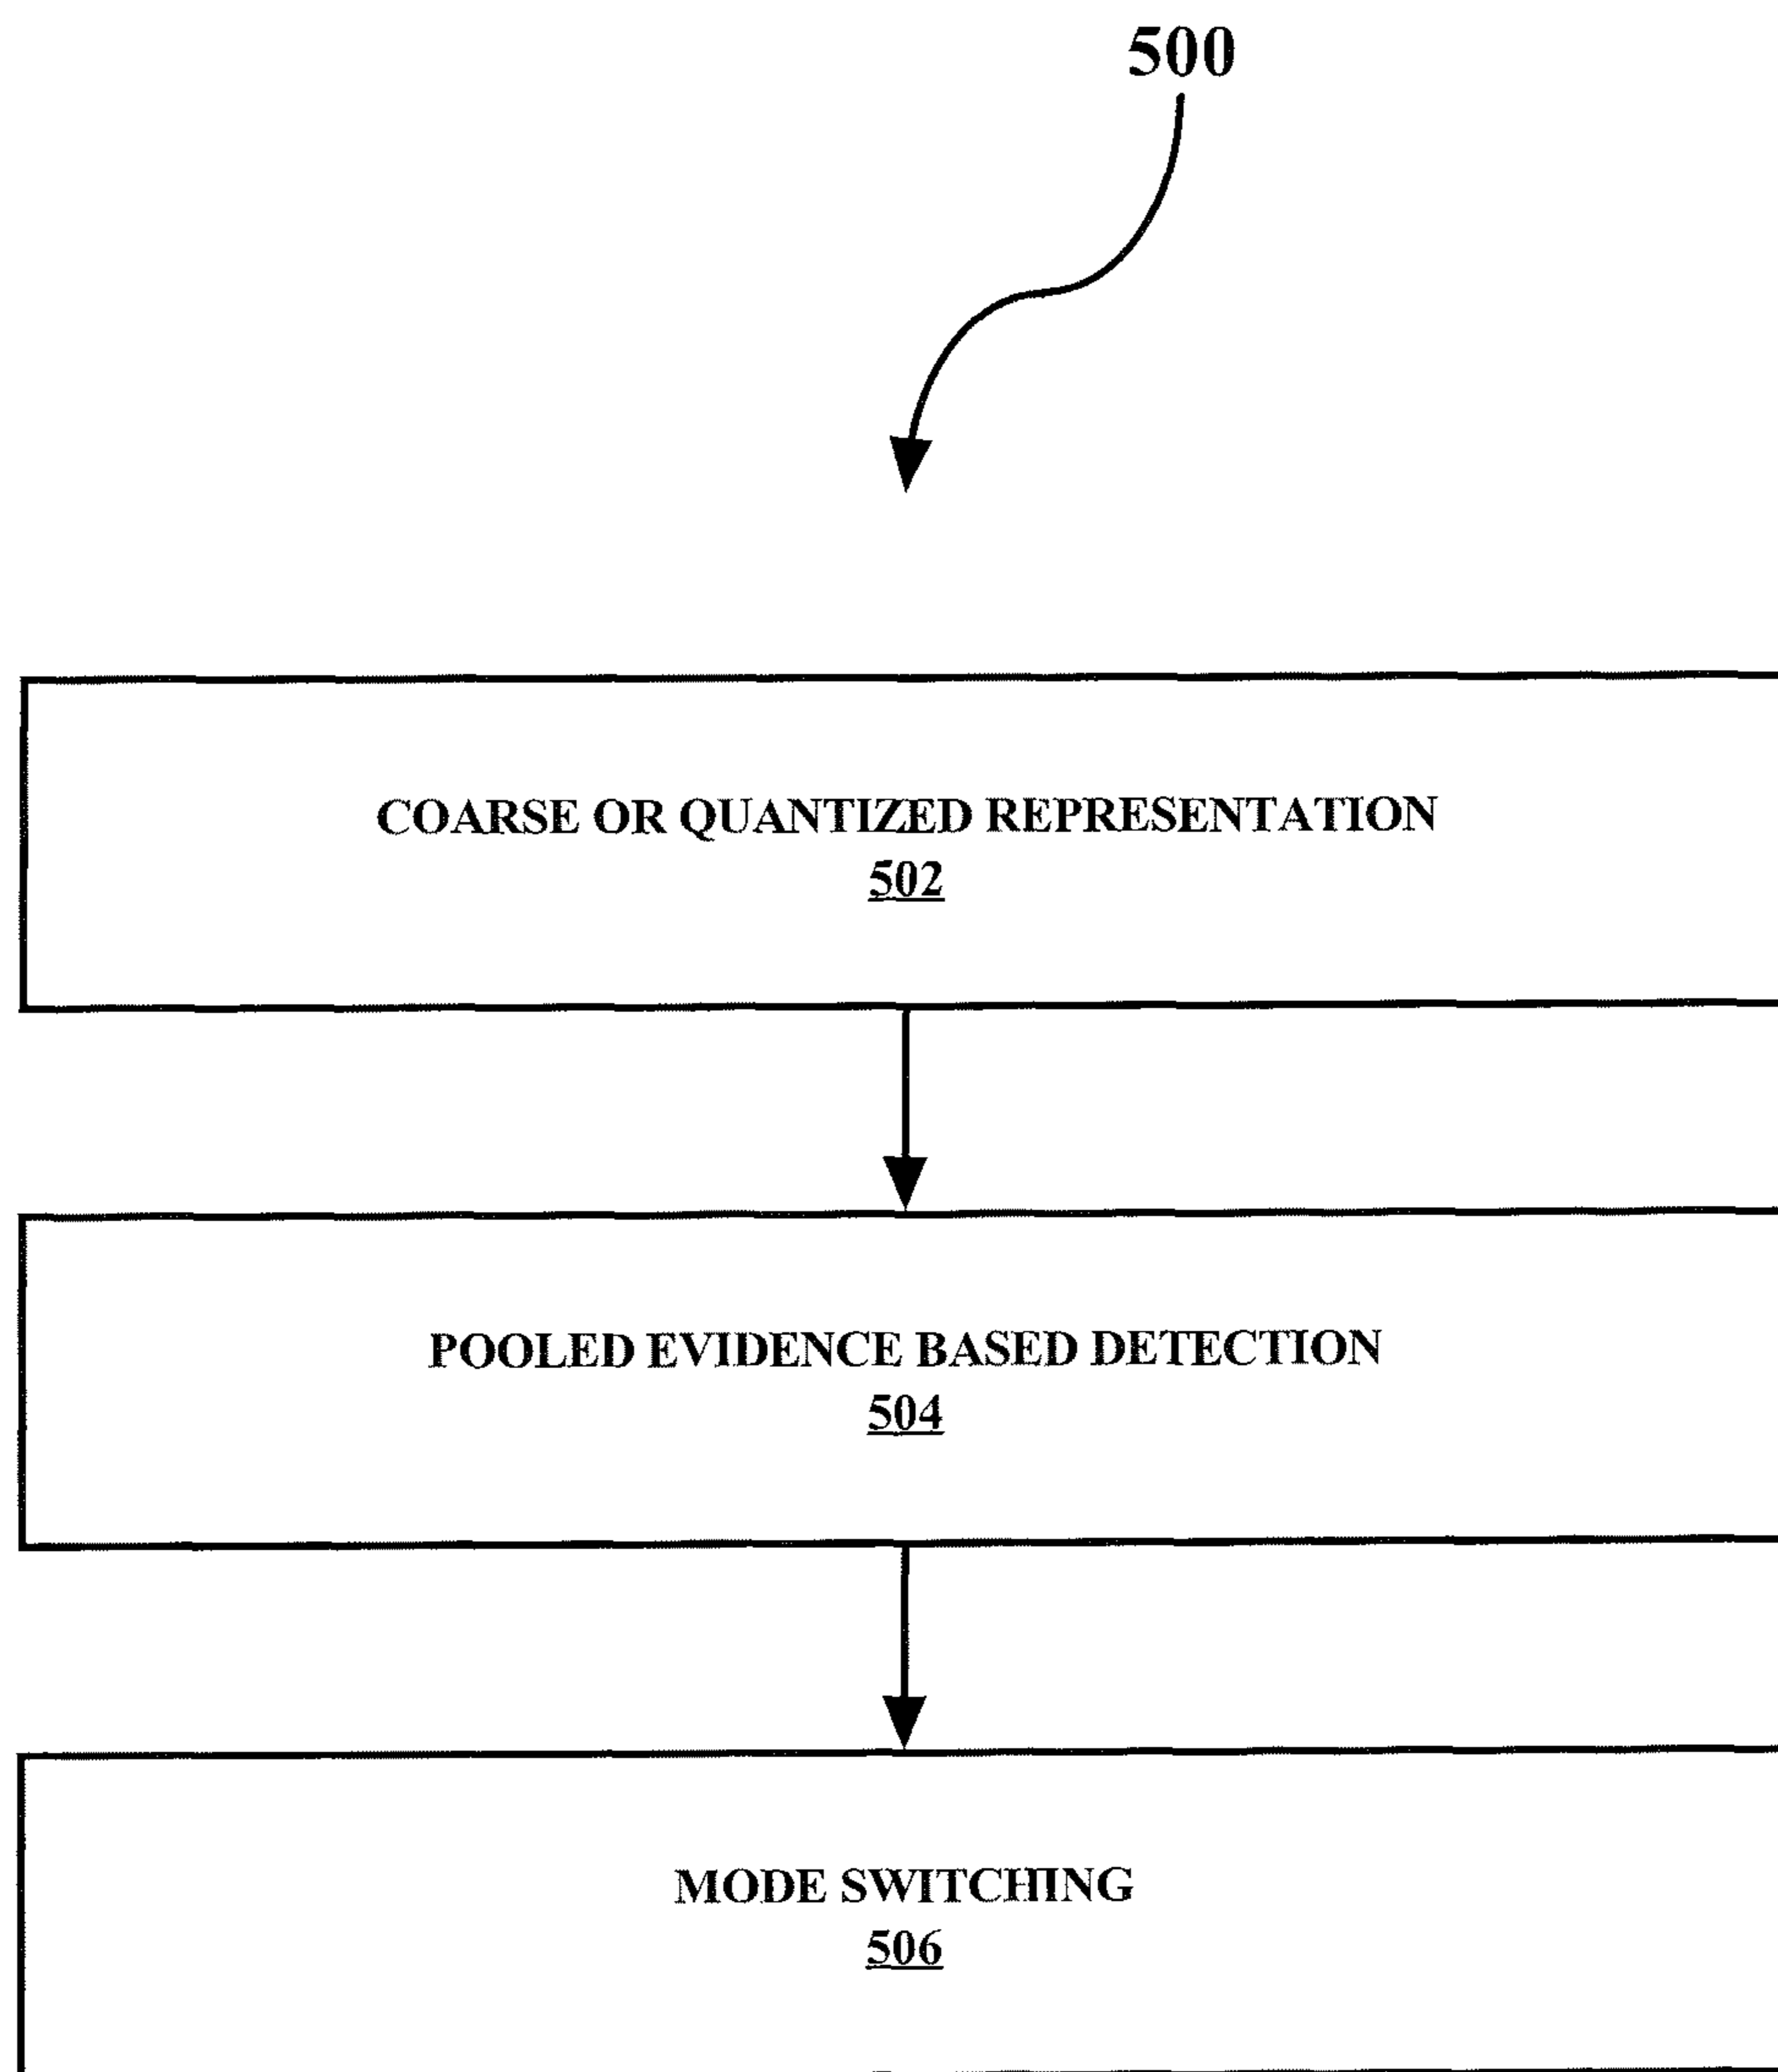 500
COARSE OR QUANTIZED REPRESENTATION
502
POOLED EVIDENCE BASED DETECTION
504
MODE SWITCHING
506